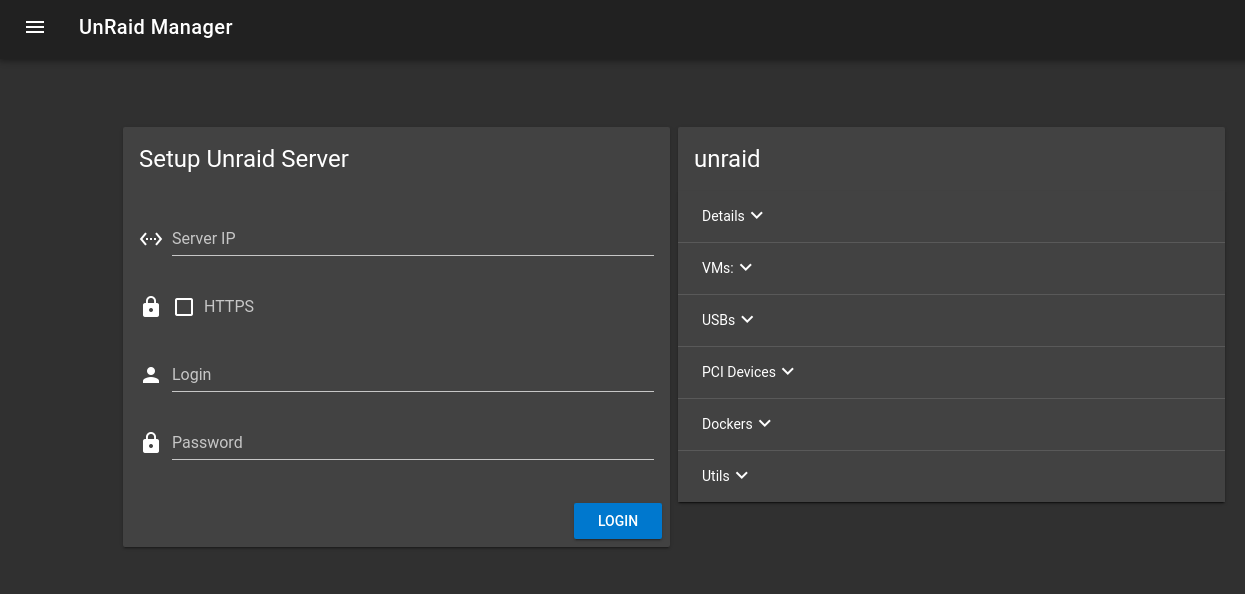 UnRaid Manager
Setup Unraid Server
Server IP
HTTPS
Login
Password
LOGIN
unraid
Details
VMs:
USBs
PCI Devices
Dockers
Utils